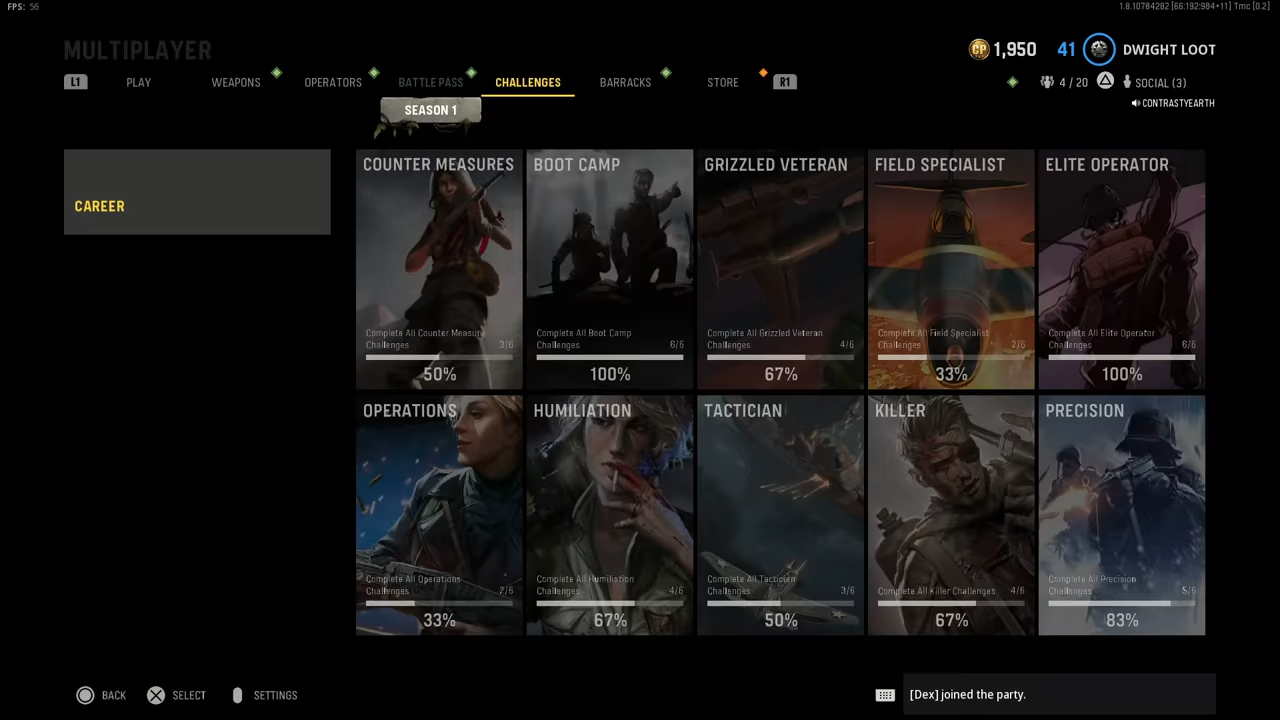 FPS: 56
1.8.10784282 [66:192:984+11] Tmc [0.2]
MULTIPLAYER
CP 1,950 41 DWIGHT LOOT
L1 PLAY WEAPONS OPERATORS BATTLE PASS CHALLENGES BARRACKS STORE R1 4 / 20 SOCIAL (3)
SEASON 1
CONTRASTYEARTH
CAREER
COUNTER MEASURES
Complete All Counter Measure
Challenges 3/6
50%
BOOT CAMP
Complete All Boot Camp
Challenges 6/6
100%
GRIZZLED VETERAN
Complete All Grizzled Veteran
Challenges 4/6
67%
FIELD SPECIALIST
Complete All Field Specialist
Challenges 2/6
33%
ELITE OPERATOR
Complete All Elite Operator
Challenges 6/6
100%
OPERATIONS
Complete All Operations
Challenges 2/6
33%
HUMILIATION
Complete All Humiliation
Challenges 4/6
67%
TACTICIAN
Complete All Tactician
Challenges 3/6
50%
KILLER
Complete All Killer Challenges 4/6
67%
PRECISION
Complete All Precision
Challenges 5/6
83%
BACK SELECT SETTINGS
[Dex] joined the party.